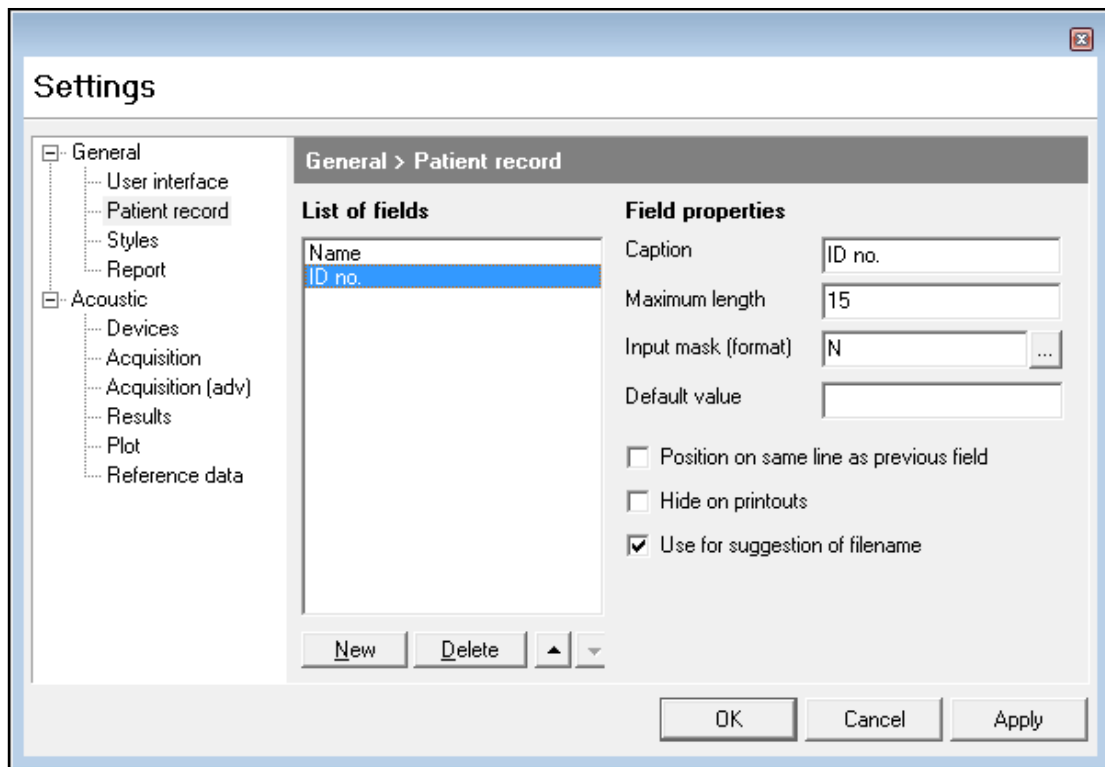 Settings
General
User interface
Patient record
Styles
Report
Acoustic
Devices
Acquisition
Acquisition (adv)
Results
Plot
Reference data
General > Patient record
List of fields
Name
ID no.
New
Delete
Field properties
Caption
ID no.
Maximum length
15
Input mask (format)
N
...
Default value
Position on same line as previous field
Hide on printouts
Use for suggestion of filename
OK
Cancel
Apply